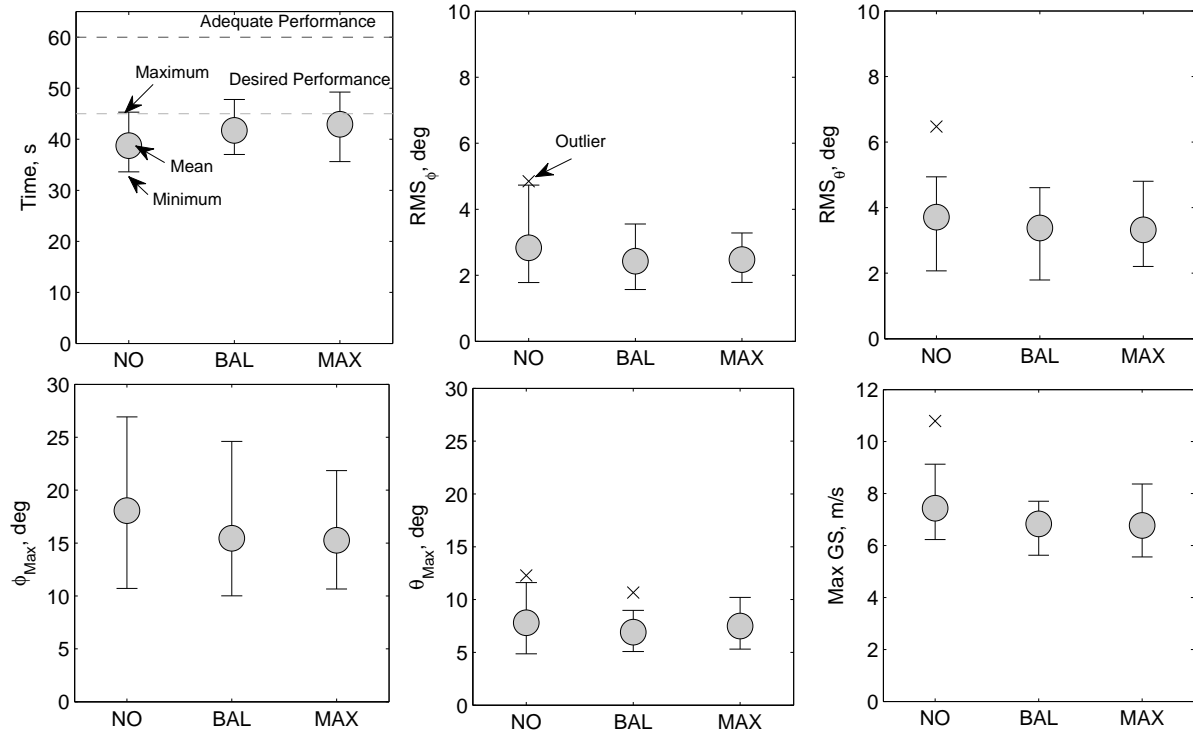 Time, s
70
60
50
40
30
20
10
0
Adequate Performance
Maximum
Desired Performance
Mean
Minimum
NO BAL MAX
RMSϕ, deg
10
8
6
4
2
0
Outlier
NO BAL MAX
RMSθ, deg
10
8
6
4
2
0
NO BAL MAX
ϕMax, deg
30
25
20
15
10
5
0
NO BAL MAX
θMax, deg
30
25
20
15
10
5
0
NO BAL MAX
Max GS, m/s
12
10
8
6
4
2
0
NO BAL MAX